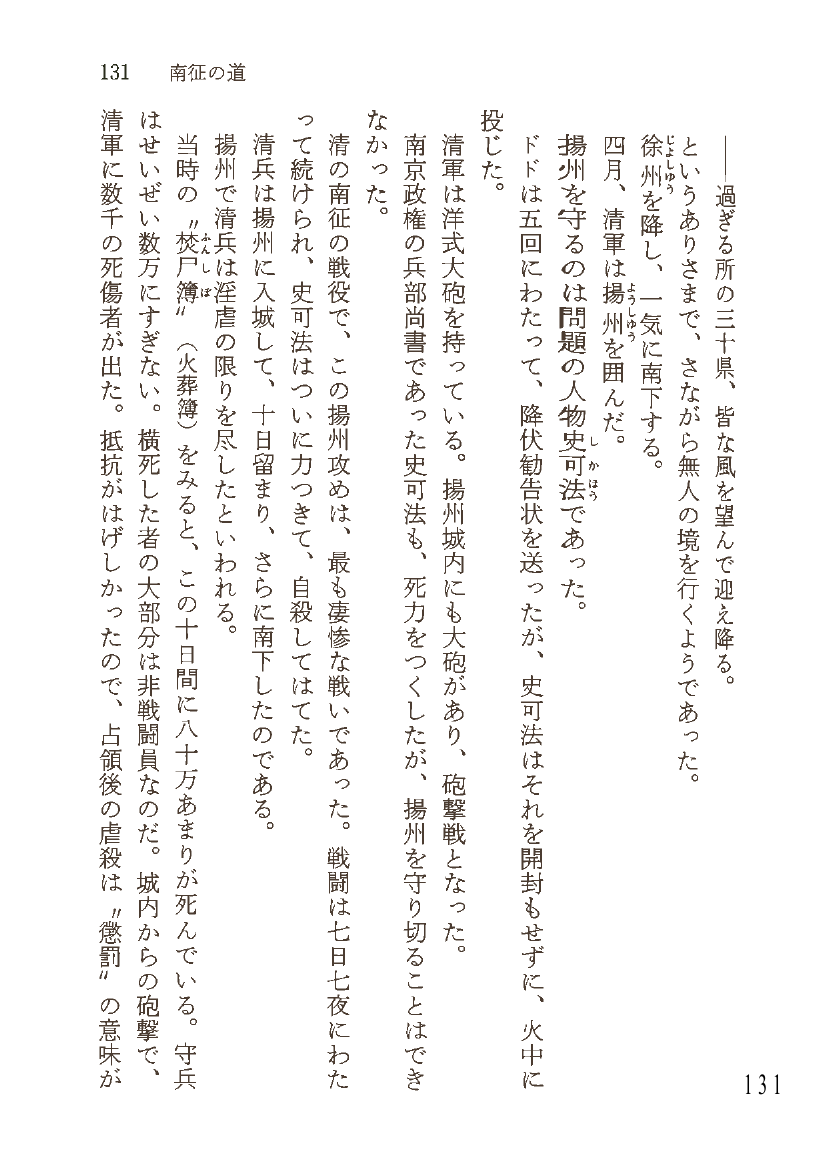 131　南征の道
――過ぎる所の三十県、皆な風を望んで迎え降る。
というありさまで、さながら無人の境を行くようであった。
徐州を降し、一気に南下する。
じょしゅう
四月、清軍は揚州を囲んだ。
ようしゅう
揚州を守るのは問題の人物史可法であった。
しかほう
ドドは五回にわたって、降伏勧告状を送ったが、史可法はそれを開封もせずに、火中に
投じた。
清軍は洋式大砲を持っている。揚州城内にも大砲があり、砲撃戦となった。
南京政権の兵部尚書であった史可法も、死力をつくしたが、揚州を守り切ることはでき
なかった。
清の南征の戦役で、この揚州攻めは、最も凄惨な戦いであった。戦闘は七日七夜にわた
って続けられ、史可法はついに力つきて、自殺してはてた。
清兵は揚州に入城して、十日留まり、さらに南下したのである。
揚州で清兵は淫虐の限りを尽したといわれる。
当時の〝焚尸簿〟（火葬簿）をみると、この十日間に八十万あまりが死んでいる。守兵
ふんしぼ
はせいぜい数万にすぎない。横死した者の大部分は非戦闘員なのだ。城内からの砲撃で、
清軍に数千の死傷者が出た。抵抗がはげしかったので、占領後の虐殺は〝懲罰〟の意味が
131